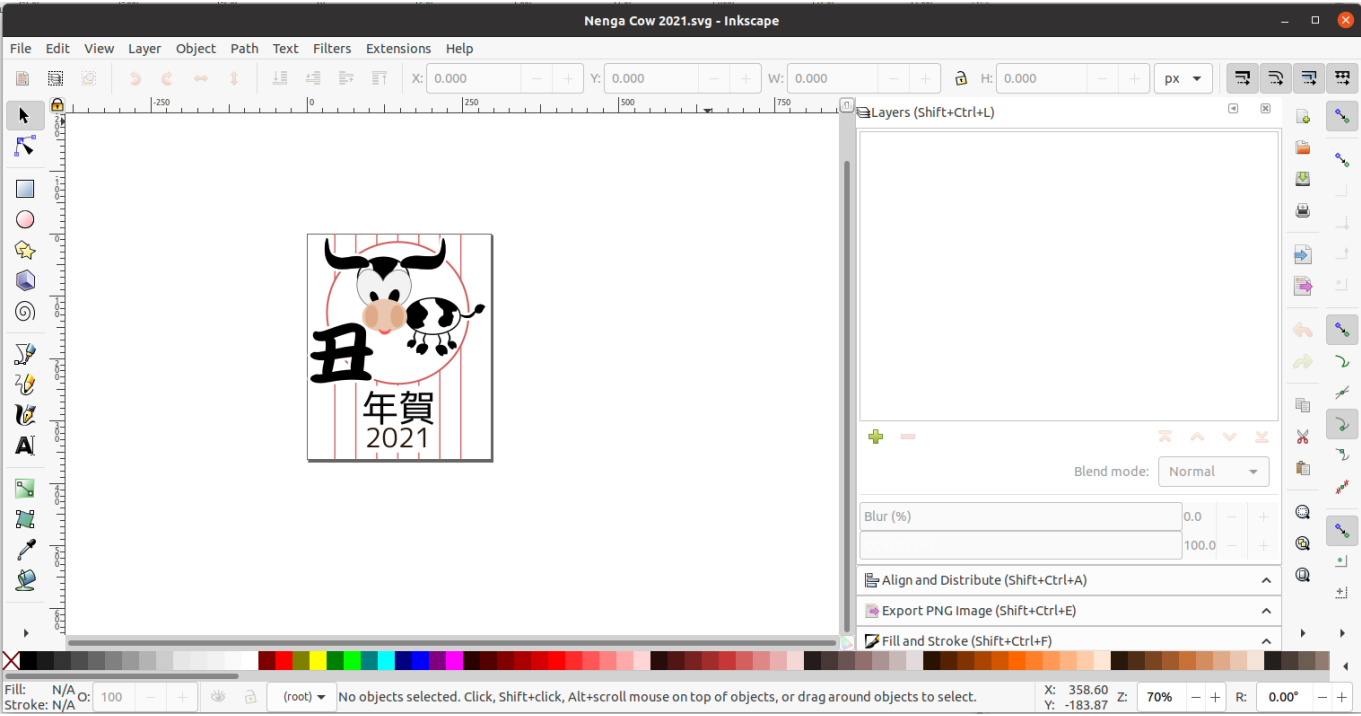 Nenga Cow 2021.svg - Inkscape
File Edit View Layer Object Path Text Filters Extensions Help
X: 0.000 Y: 0.000 W: 0.000 H: 0.000 px
-250 0 250 500 750
Layers (Shift+Ctrl+L)
丑
年賀
2021
Blend mode: Normal
Blur (%) 0.0
100.0
Align and Distribute (Shift+Ctrl+A)
Export PNG Image (Shift+Ctrl+E)
Fill and Stroke (Shift+Ctrl+F)
Fill: N/A O: 100 (root) No objects selected. Click, Shift+click, Alt+scroll mouse on top of objects, or drag around objects to select. X: 358.60 Z: 70% R: 0.00°
Stroke: N/A Y: -183.87